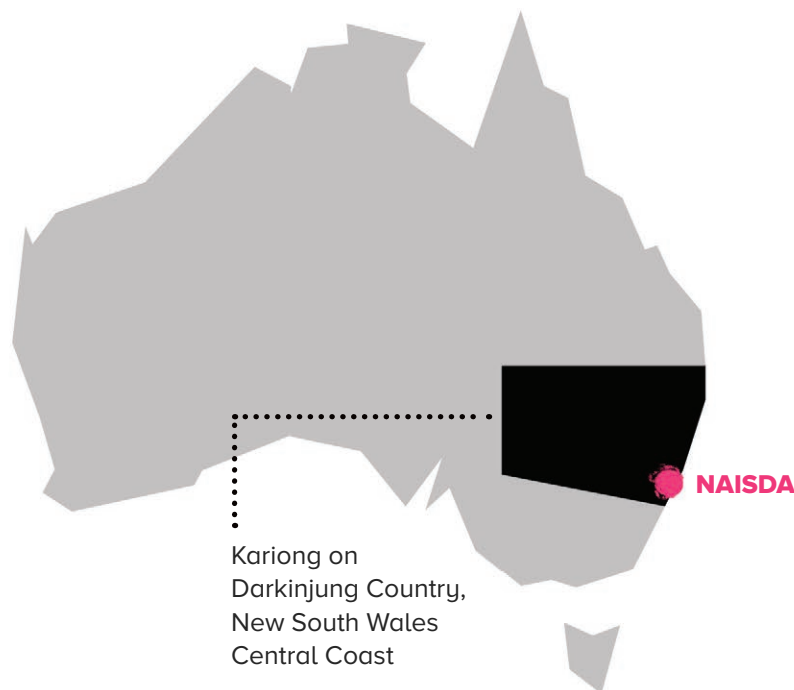 NAISDA
Kariong on
Darkinjung Country,
New South Wales
Central Coast